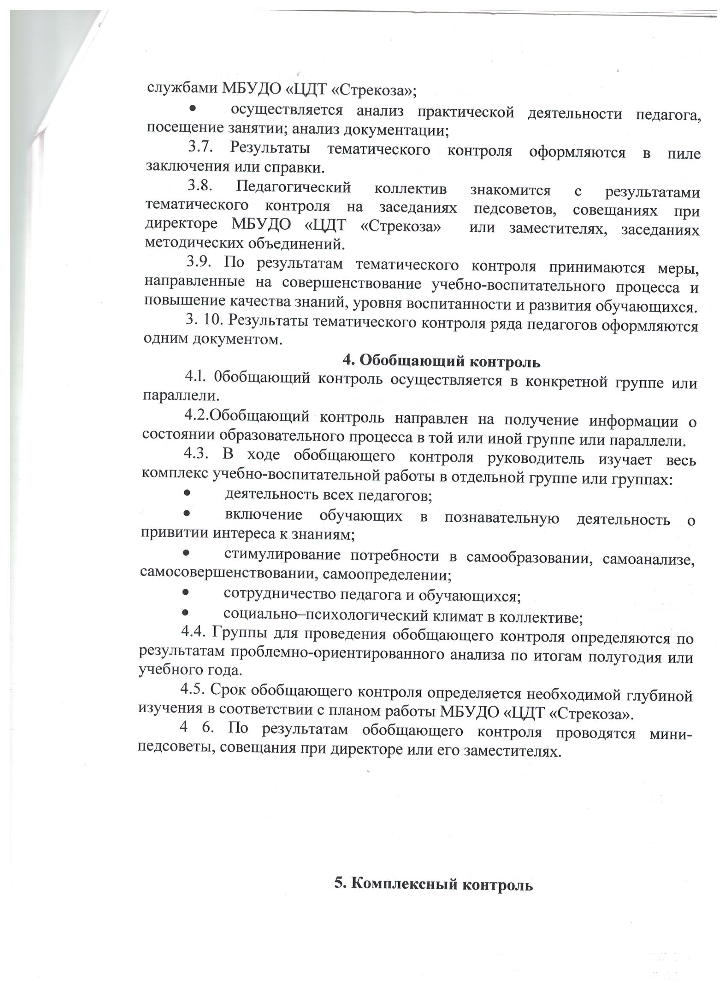 службами МБУДО «ЦДТ «Стрекоза»;
• осуществляется анализ практической деятельности педагога,
посещение занятии; анализ документации;
3.7. Результаты тематического контроля оформляются в пиле
заключения или справки.
3.8. Педагогический коллектив знакомится с результатами
тематического контроля на заседаниях педсоветов, совещаниях при
директоре МБУДО «ЦДТ «Стрекоза» или заместителях, заседаниях
методических объединений.
3.9. По результатам тематического контроля принимаются меры,
направленные на совершенствование учебно-воспитательного процесса и
повышение качества знаний, уровня воспитанности и развития обучающихся.
3. 10. Результаты тематического контроля ряда педагогов оформляются
одним документом.
4. Обобщающий контроль
4.l. 0бобщающий контроль осуществляется в конкретной группе или
параллели.
4.2.Обобщающий контроль направлен на получение информации о
состоянии образовательного процесса в той или иной группе или параллели.
4.3. В ходе обобщающего контроля руководитель изучает весь
комплекс учебно-воспитательной работы в отдельной группе или группах:
• деятельность всех педагогов;
• включение обучающих в познавательную деятельность о
привитии интереса к знаниям;
• стимулирование потребности в самообразовании, самоанализе,
самосовершенствовании, самоопределении;
• сотрудничество педагога и обучающихся;
• социально–психологический климат в коллективе;
4.4. Группы для проведения обобщающего контроля определяются по
результатам проблемно-ориентированного анализа по итогам полугодия или
учебного года.
4.5. Срок обобщающего контроля определяется необходимой глубиной
изучения в соответствии с планом работы МБУДО «ЦДТ «Стрекоза».
4 6. По результатам обобщающего контроля проводятся мини-
педсоветы, совещания при директоре или его заместителях.
5. Комплексный контроль